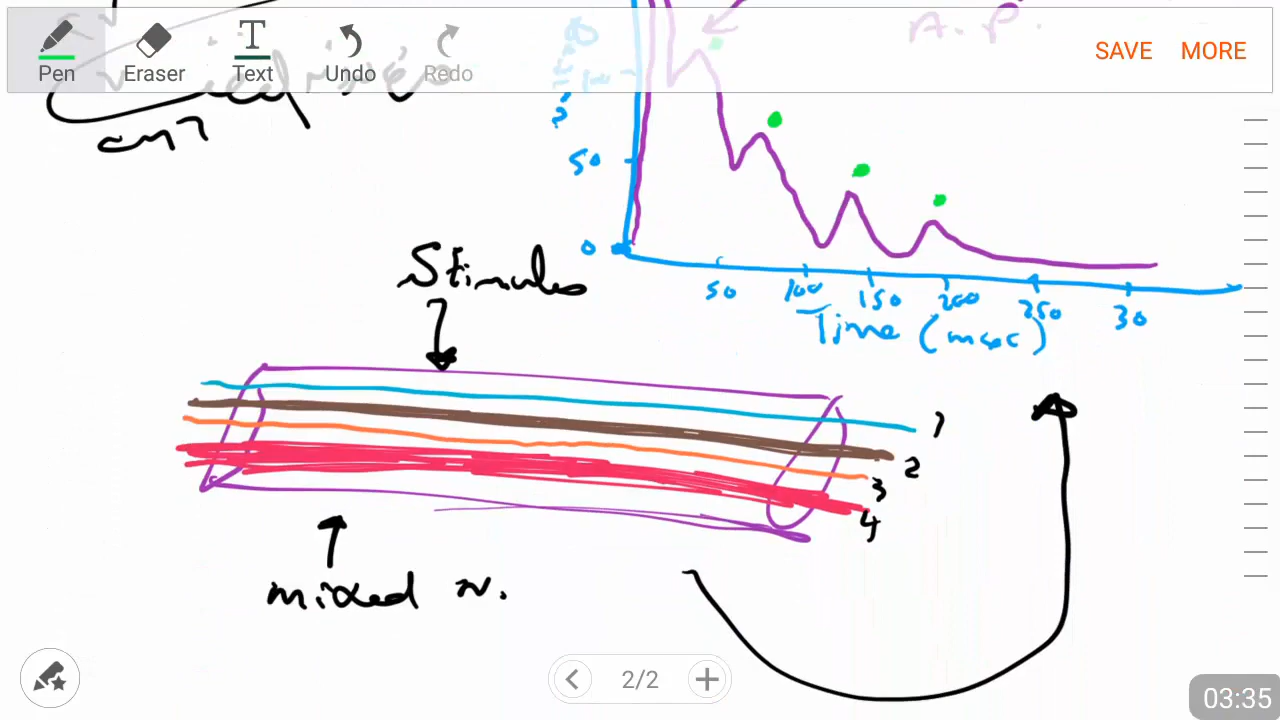 Pen Eraser Text Undo Redo
SAVE MORE
A.P.
50
0
50 100 150 200 250 30
Time (msec)
Stimules
1
2
3
4
mixed n.
2/2
03:35